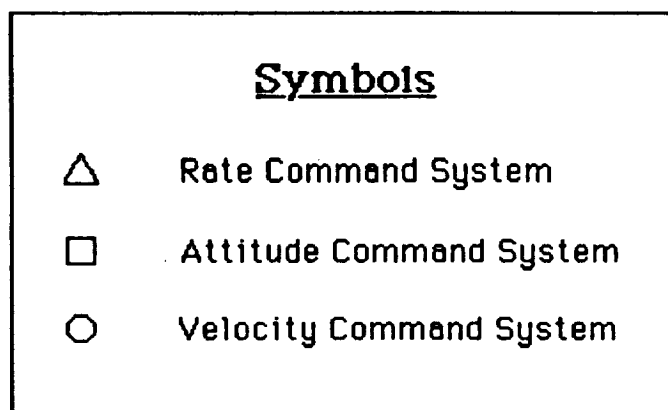 Symbols
Rate Command System
Attitude Command System
Velocity Command System